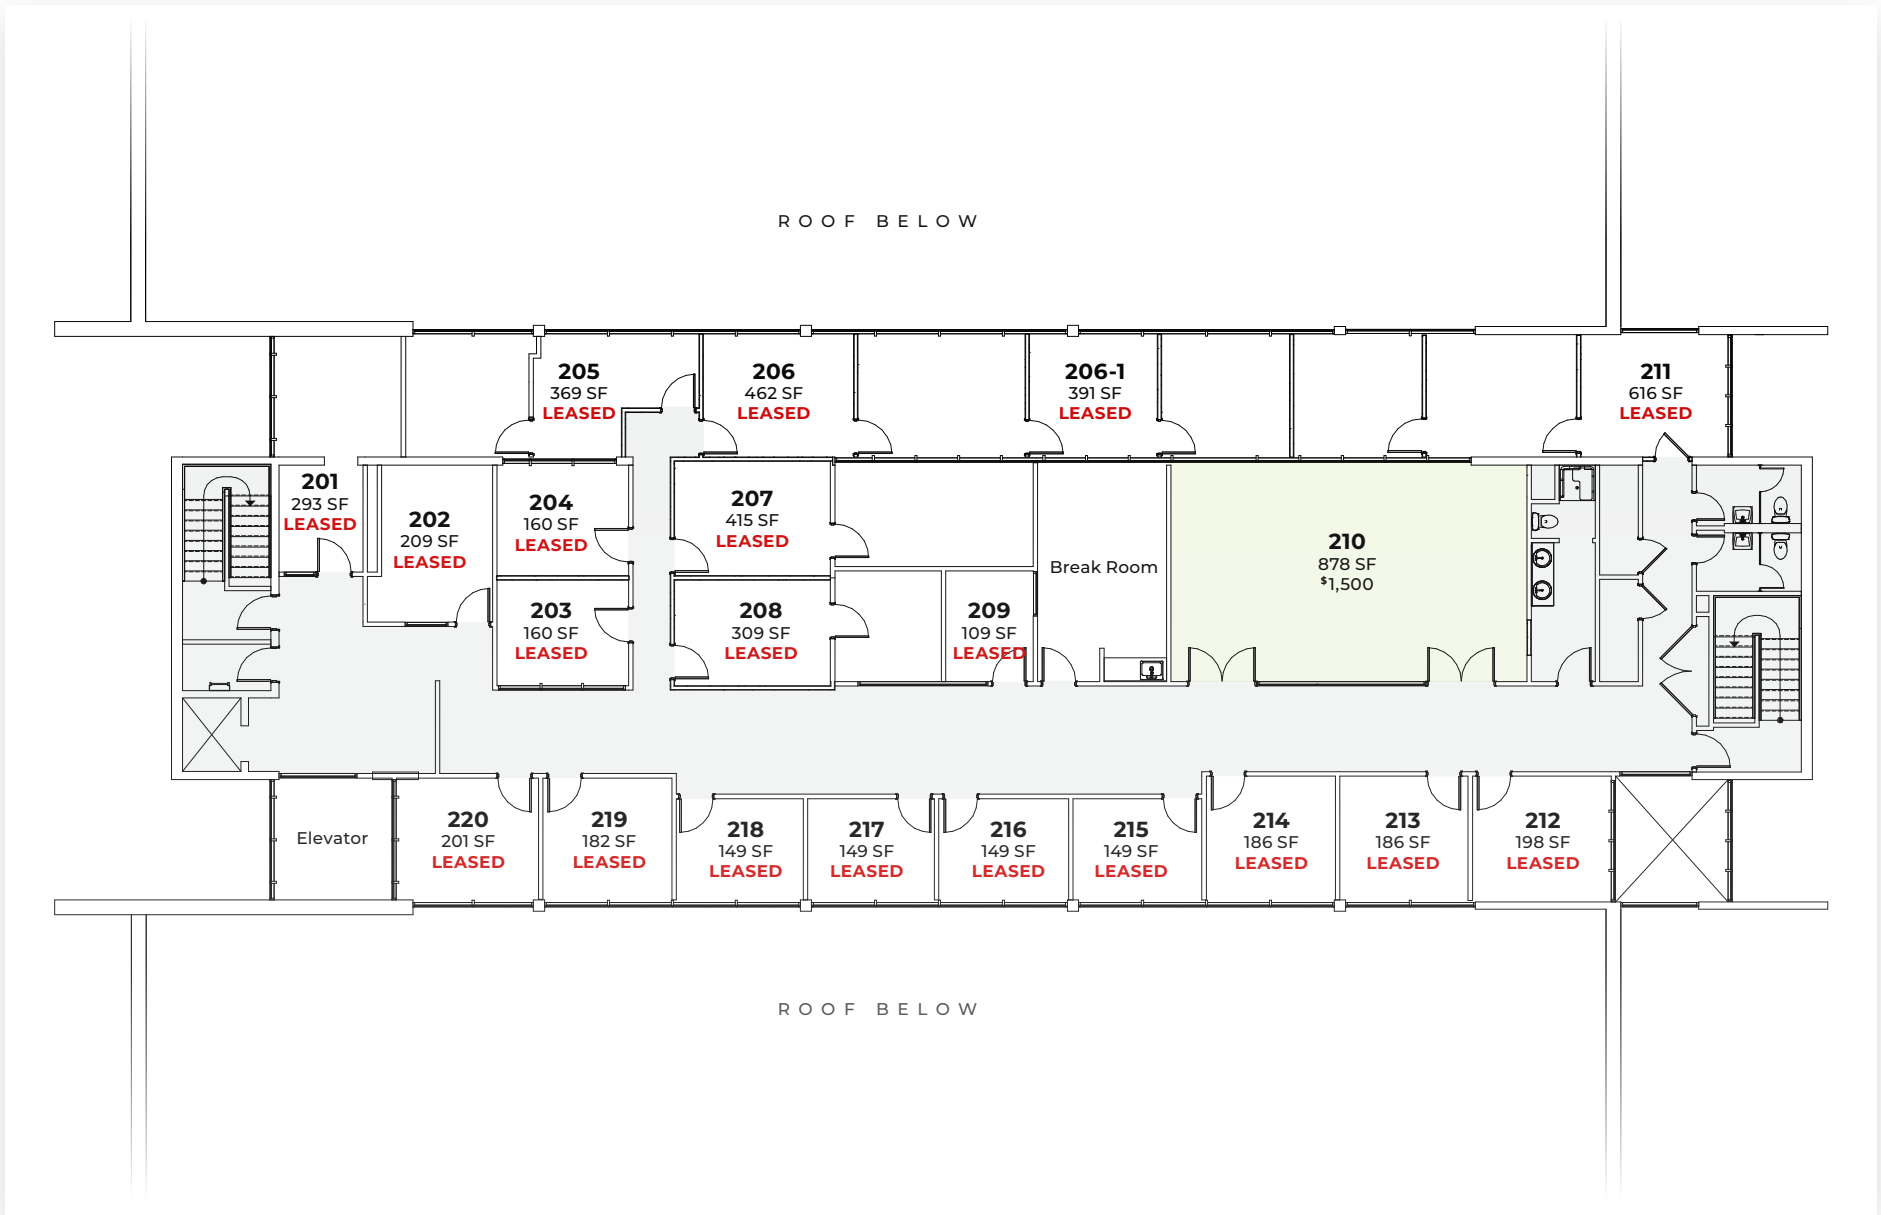 ROOF BELOW
205
369 SF
LEASED
206
462 SF
LEASED
206-1
391 SF
LEASED
211
616 SF
LEASED
201
293 SF
LEASED
202
209 SF
LEASED
204
160 SF
LEASED
207
415 SF
LEASED
Break Room
210
878 SF
$1,500
203
160 SF
LEASED
208
309 SF
LEASED
209
109 SF
LEASED
Elevator
220
201 SF
LEASED
219
182 SF
LEASED
218
149 SF
LEASED
217
149 SF
LEASED
216
149 SF
LEASED
215
149 SF
LEASED
214
186 SF
LEASED
213
186 SF
LEASED
212
198 SF
LEASED
ROOF BELOW